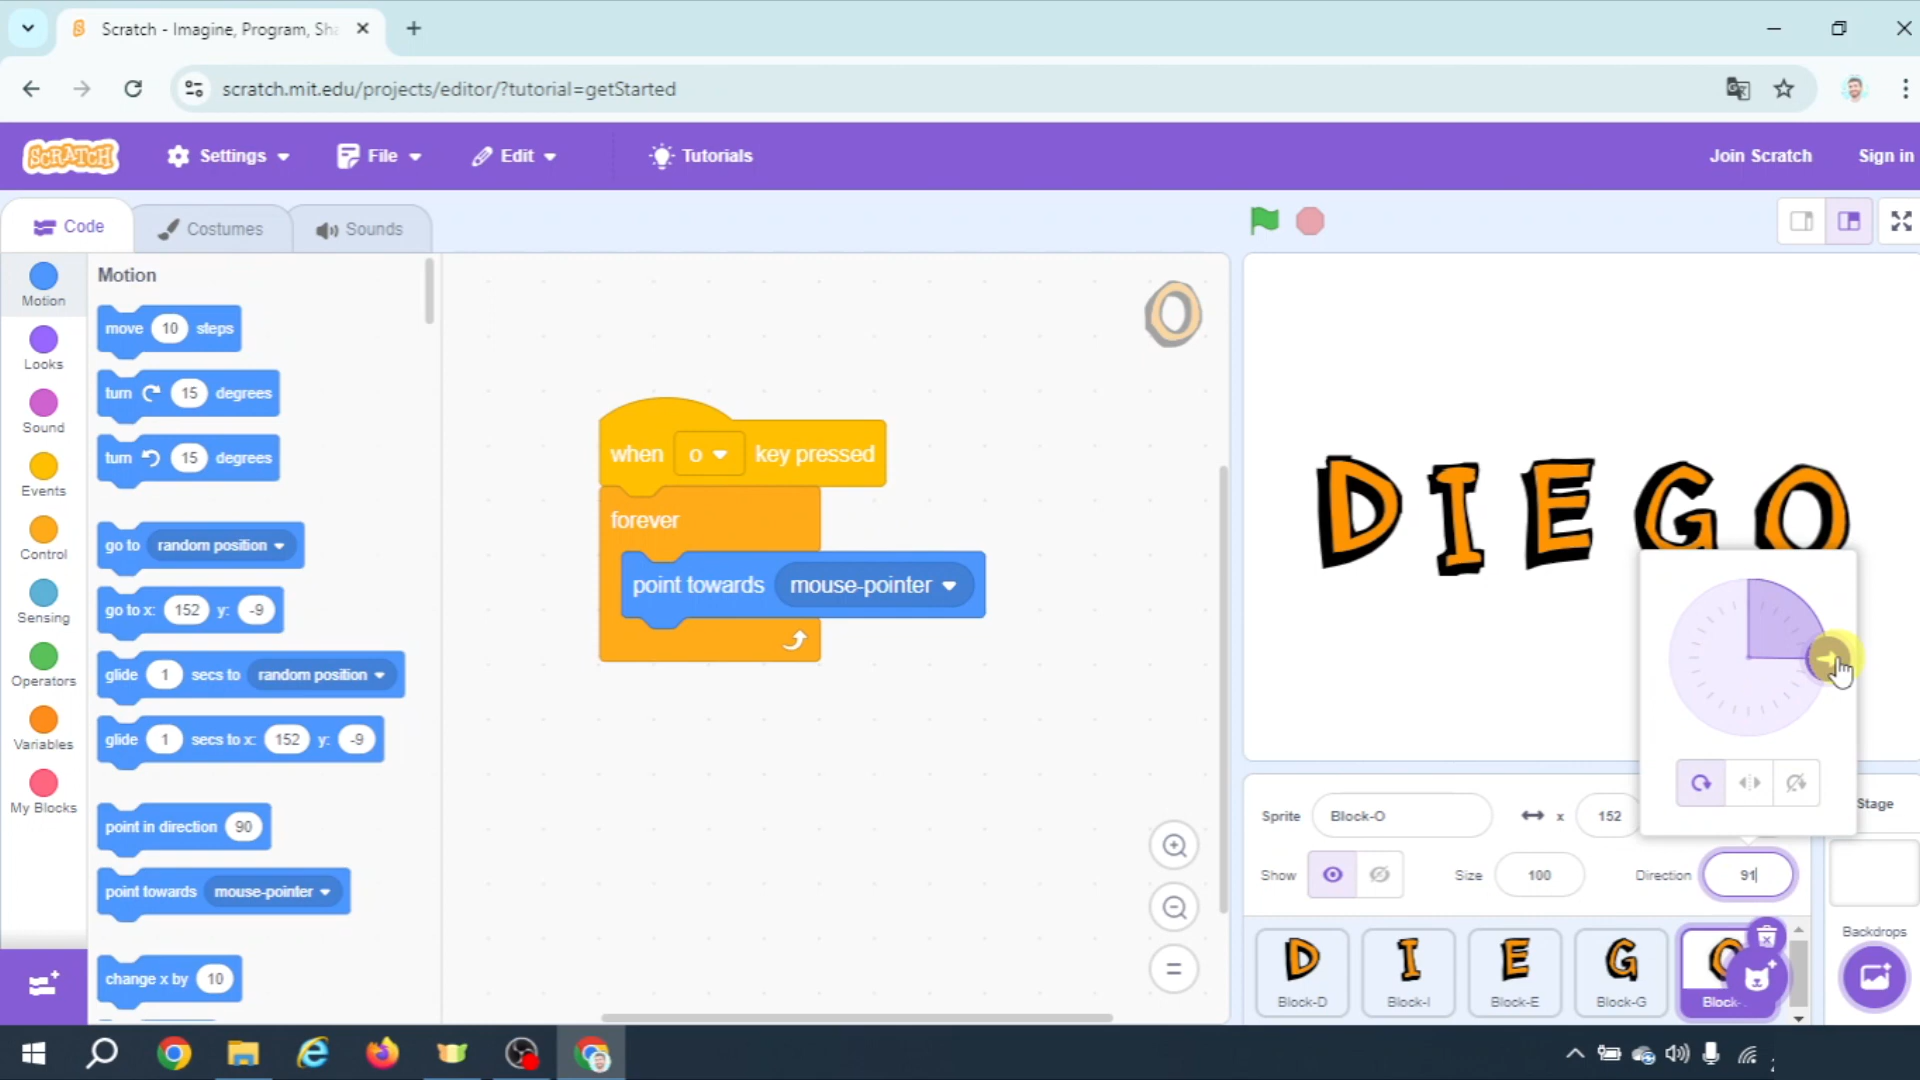 Scratch - Imagine, Program, Sha
scratch.mit.edu/projects/editor/?tutorial=getStarted
SCRATCH
Settings
File
Edit
Tutorials
Join Scratch
Sign in
Code
Costumes
Sounds
Motion
Looks
Sound
Events
Control
Sensing
Operators
Variables
My Blocks
Motion
move 10 steps
turn 15 degrees
turn 15 degrees
go to random position
go to x: 152 y: -9
glide 1 secs to random position
glide 1 secs to x: 152 y: -9
point in direction 90
point towards mouse-pointer
change x by 10
O
when o key pressed
forever
point towards mouse-pointer
DIEGO
Sprite Block-O x 152
Show Size 100 Direction 91
D I E G O
Block-D Block-I Block-E Block-G Block-
Stage
Backdrops